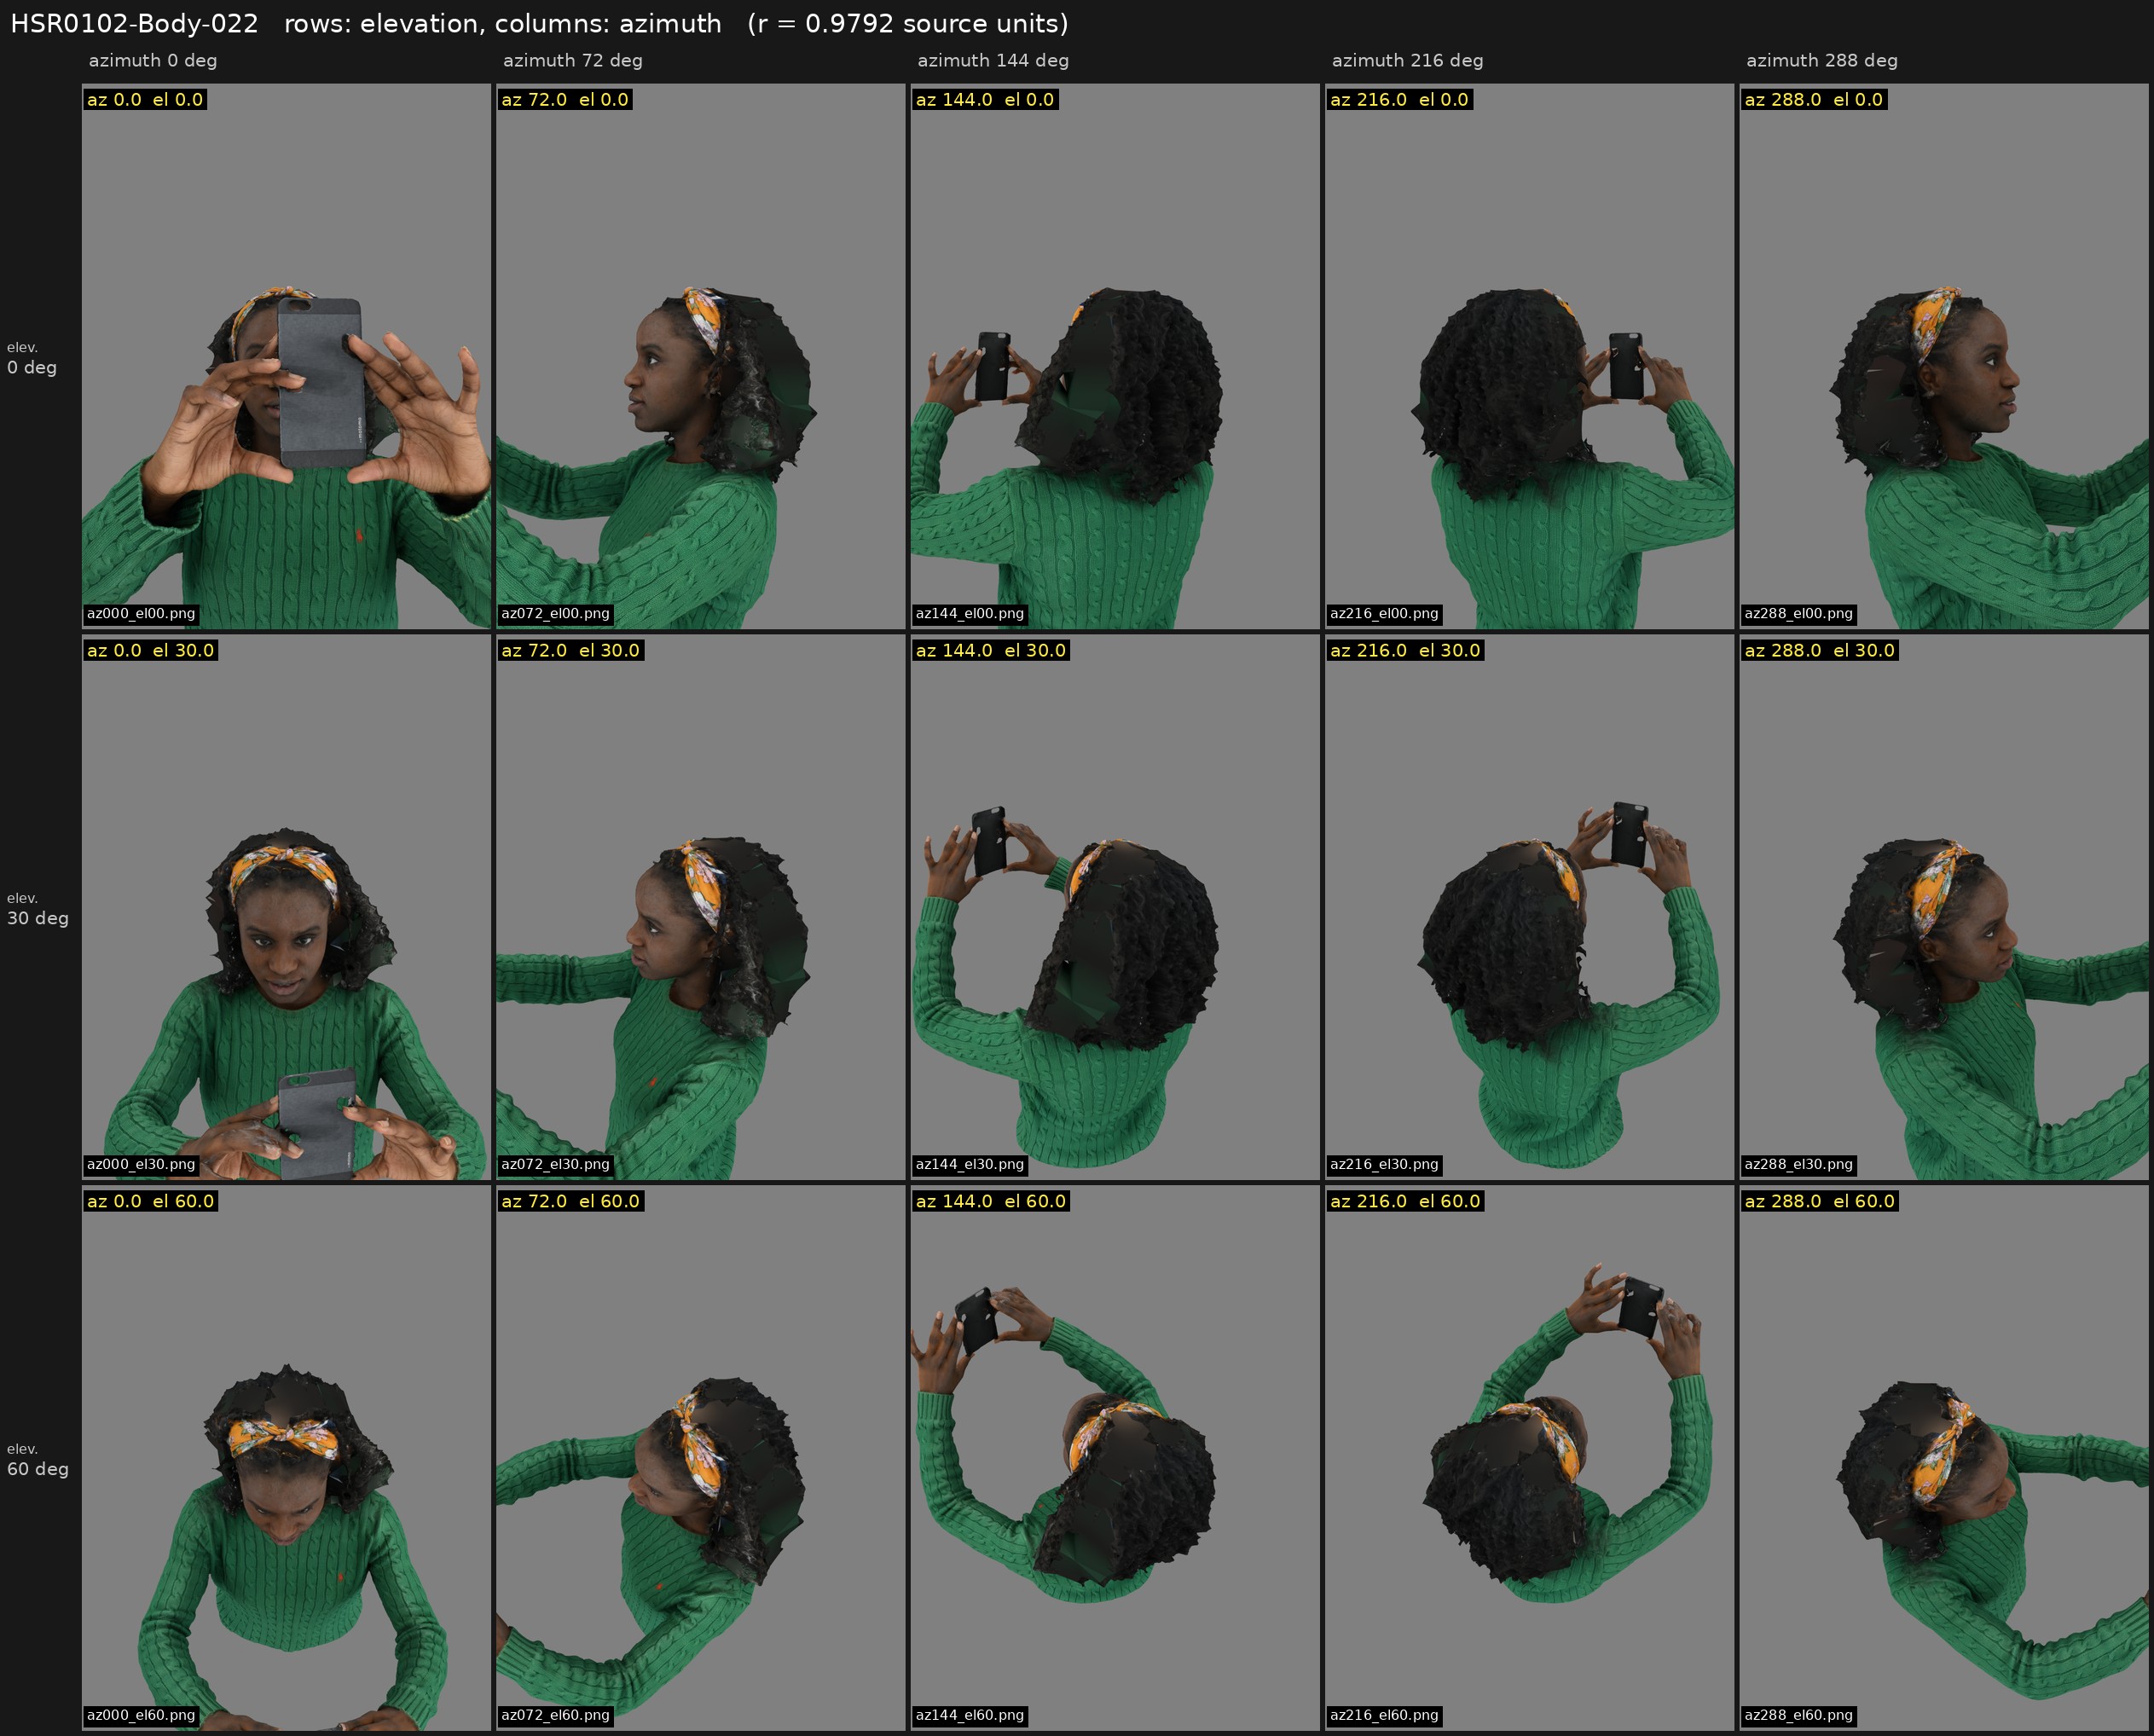 HSR0102-Body-022   rows: elevation, columns: azimuth   (r = 0.9792 source units)
azimuth 0 deg
azimuth 72 deg
azimuth 144 deg
azimuth 216 deg
azimuth 288 deg
elev.
0 deg
az 0.0  el 0.0
az 72.0  el 0.0
az 144.0  el 0.0
az 216.0  el 0.0
az 288.0  el 0.0
az000_el00.png
az072_el00.png
az144_el00.png
az216_el00.png
az288_el00.png
elev.
30 deg
az 0.0  el 30.0
az 72.0  el 30.0
az 144.0  el 30.0
az 216.0  el 30.0
az 288.0  el 30.0
az000_el30.png
az072_el30.png
az144_el30.png
az216_el30.png
az288_el30.png
elev.
60 deg
az 0.0  el 60.0
az 72.0  el 60.0
az 144.0  el 60.0
az 216.0  el 60.0
az 288.0  el 60.0
az000_el60.png
az072_el60.png
az144_el60.png
az216_el60.png
az288_el60.png